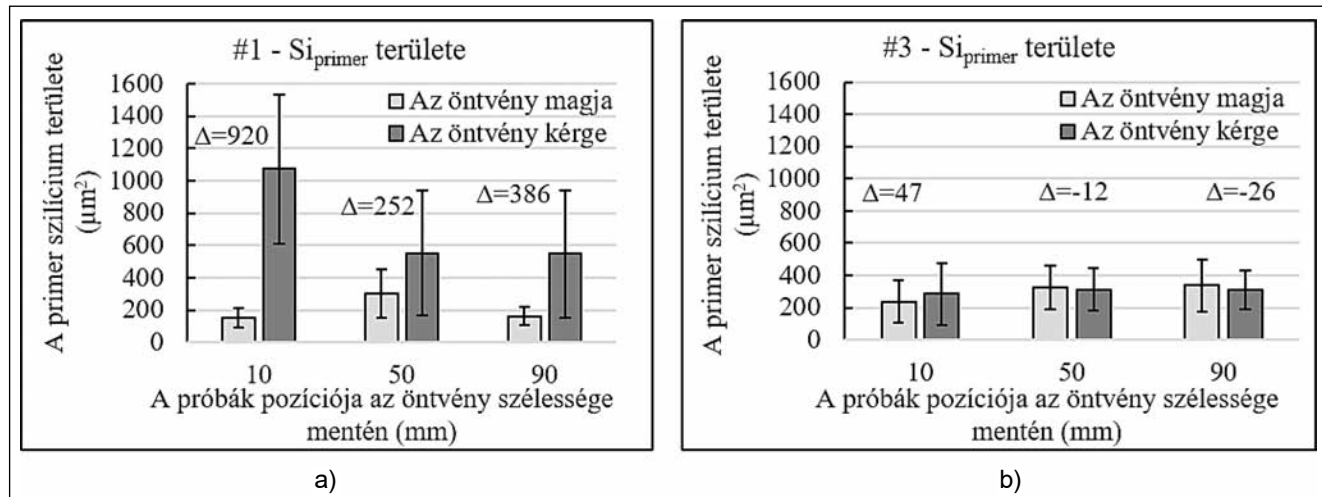 #1 - Siprimer területe
1600
1400
1200
1000
800
600
400
200
0
Az öntvény magja
Az öntvény kérge
Δ=920
Δ=252
Δ=386
A primer szilícium területe
(μm²)
10 50 90
A próbák pozíciója az öntvény szélessége
mentén (mm)
a)
#3 - Siprimer területe
1600
1400
1200
1000
800
600
400
200
0
Az öntvény magja
Az öntvény kérge
Δ=47
Δ=-12
Δ=-26
A primer szilícium területe
(μm²)
10 50 90
A próbák pozíciója az öntvény szélessége
mentén (mm)
b)